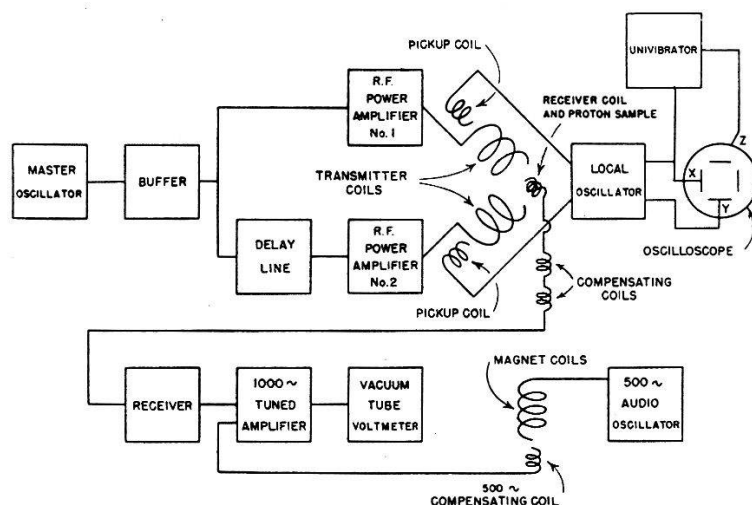 PICKUP COIL
UNIVIBRATOR
R.F.
POWER
AMPLIFIER
No. 1
RECEIVER COIL
AND PROTON SAMPLE
Z
MASTER
OSCILLATOR
BUFFER
TRANSMITTER
COILS
LOCAL
OSCILLATOR
X
Y
DELAY
LINE
R.F.
POWER
AMPLIFIER
No.2
OSCILLOSCOPE
PICKUP COIL
COMPENSATING
COILS
MAGNET COILS
RECEIVER
1000 ~
TUNED
AMPLIFIER
VACUUM
TUBE
VOLTMETER
500 ~
AUDIO
OSCILLATOR
500 ~
COMPENSATING COIL